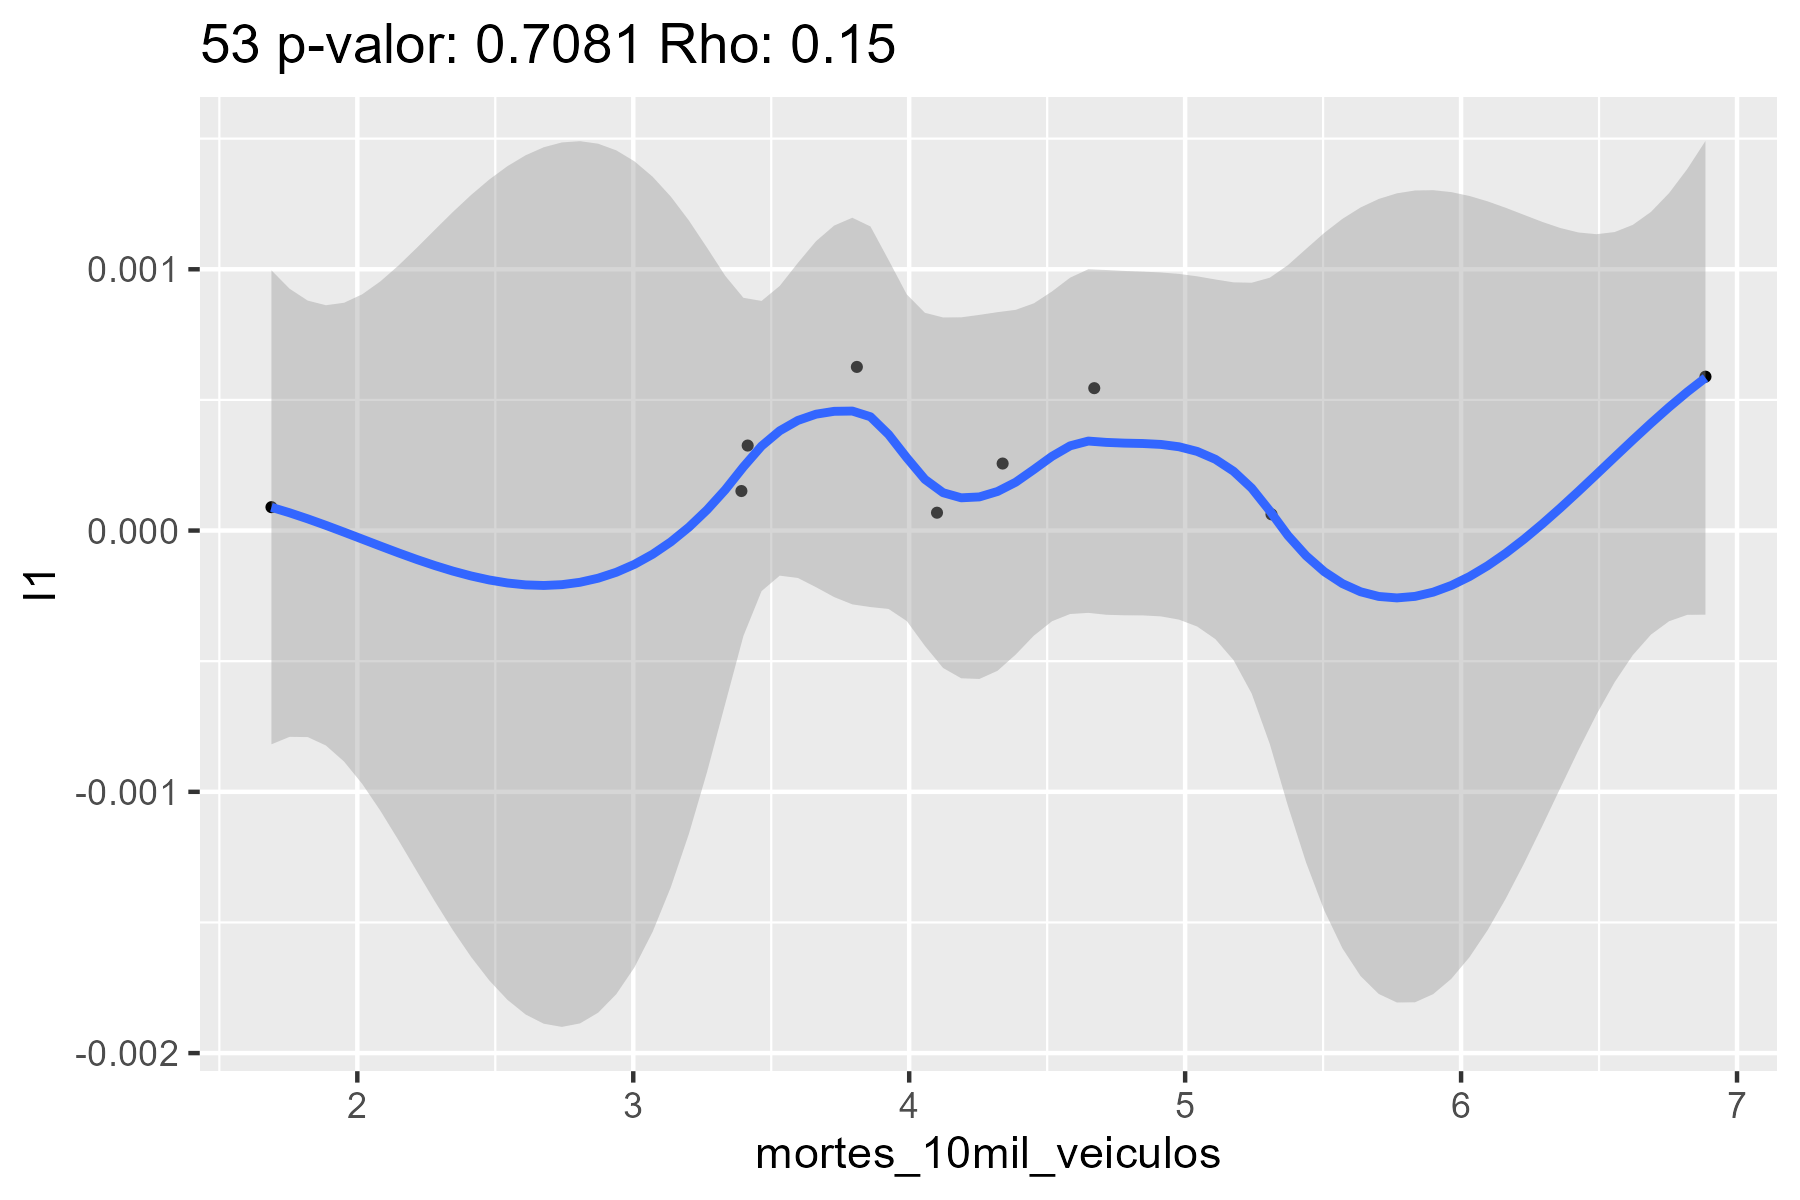 53 p-valor: 0.7081 Rho: 0.15
0.001
0.000
-0.001
-0.002
I1
2 3 4 5 6 7
mortes_10mil_veiculos